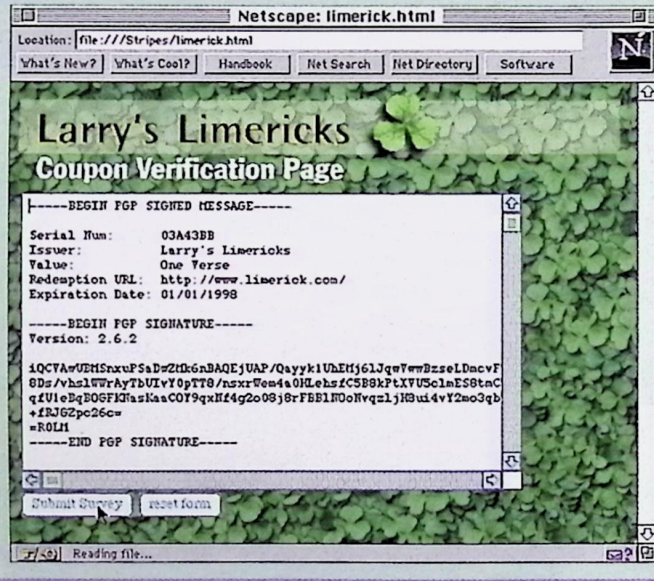 Netscape: limerick.html
Location: file:///Stripes/limerick.html
What's New? What's Cool? Handbook Net Search Net Directory Software
N
Larry's Limericks
Coupon Verification Page
-----BEGIN PGP SIGNED MESSAGE-----
Serial Num: 03A43BB
Issuer: Larry's Limericks
Value: One Verse
Redemption URL: http://www.limerick.com/
Expiration Date: 01/01/1998
-----BEGIN PGP SIGNATURE-----
Version: 2.6.2
+fRJGZpc26c=
=R0LM
-----END PGP SIGNATURE-----
Submit Survey reset form
Reading file...